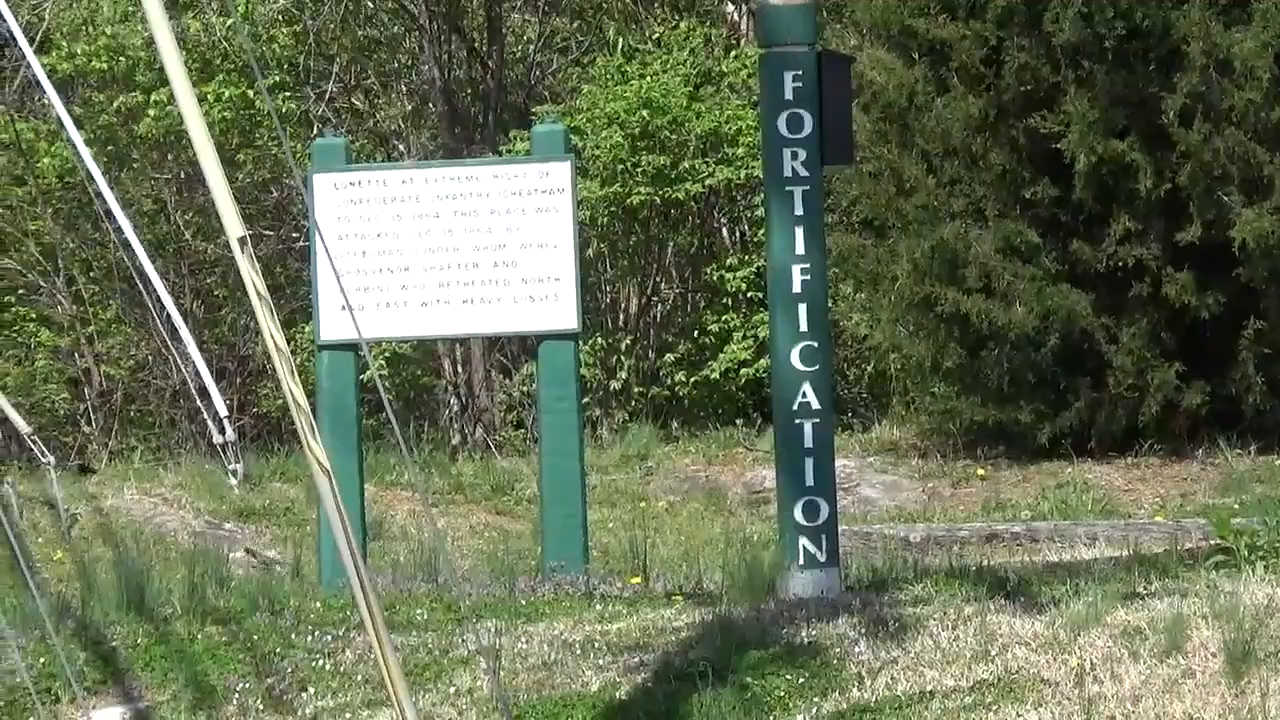 LUNETTE AT EXTREME RIGHT OF
CONFEDERATE INFANTRY (CHEATHAM
TO DEC. 15, 1864. THIS PLACE WAS
ATTACKED DEC. 15, 1864, BY
UNDER WHOM WERE
GROSVENOR SHAFTER AND
WHO RETREATED NORTH
AND EAST WITH HEAVY LOSSES
FORTIFICATION